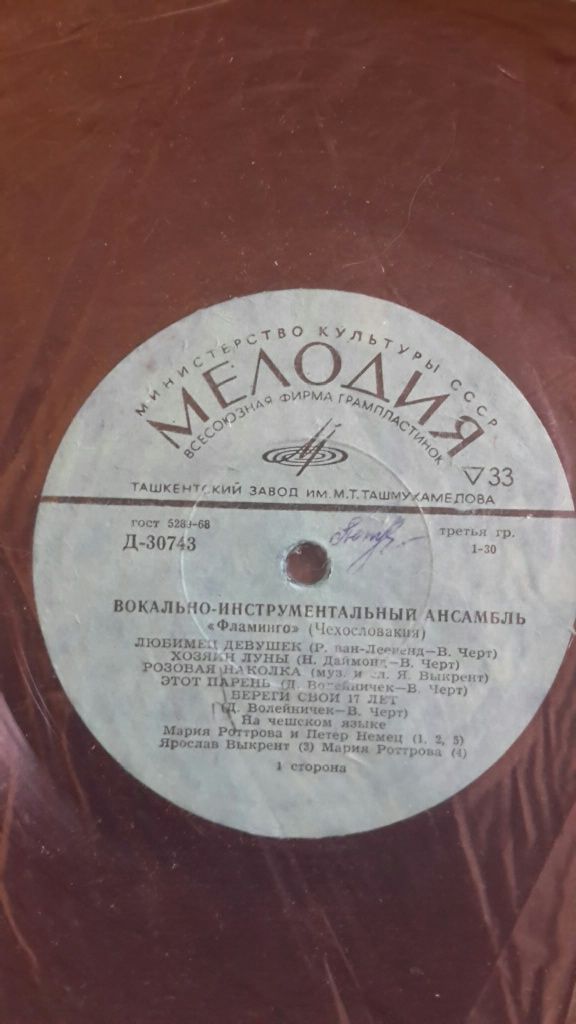 МИНИСТЕРСТВО КУЛЬТУРЫ СССР
МЕЛОДИЯ
ВСЕСОЮЗНАЯ ФИРМА ГРАМПЛАСТИНОК
33
ТАШКЕНТСКИЙ ЗАВОД ИМ. М.Т. ТАШМУХАМЕДОВА
гост 5289-68
третья гр.
Д-30743
1-30
ВОКАЛЬНО-ИНСТРУМЕНТАЛЬНЫЙ АНСАМБЛЬ
«Фламинго» (Чехословакия)
ЛЮБИМЕЦ ДЕВУШЕК (Р. ван-Леевенд—В. Черт)
ХОЗЯИН ЛУНЫ (Н. Даймонд—В. Черт)
РОЗОВАЯ НАКОЛКА (муз. и сл. Я. Выкрент)
ЭТОТ ПАРЕНЬ (Д. Волейничек—В. Черт)
БЕРЕГИ СВОИ 17 ЛЕТ
(Д. Волейничек—В. Черт)
На чешском языке
Мария Роттрова и Петер Немец (1, 2, 5)
Ярослав Выкрент (3) Мария Роттрова (4)
1 сторона